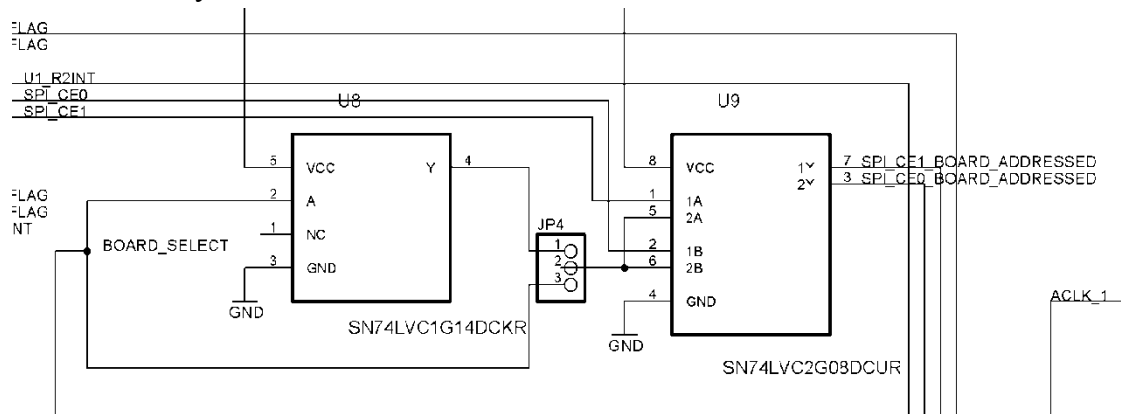 FLAG
FLAG
U1_R2INT
SPI_CE0
SPI_CE1
U8
U9
5 VCC Y 4
8 VCC 1Y 7 SPI_CE1_BOARD_ADDRESSED
2Y 3 SPI_CE0_BOARD_ADDRESSED
FLAG
FLAG
NT
2 A
1 1A
5 2A
BOARD_SELECT
1 NC
JP4
1
2
3
2 1B
6 2B
3 GND
GND
4 GND
GND
ACLK_1
SN74LVC1G14DCKR
SN74LVC2G08DCUR